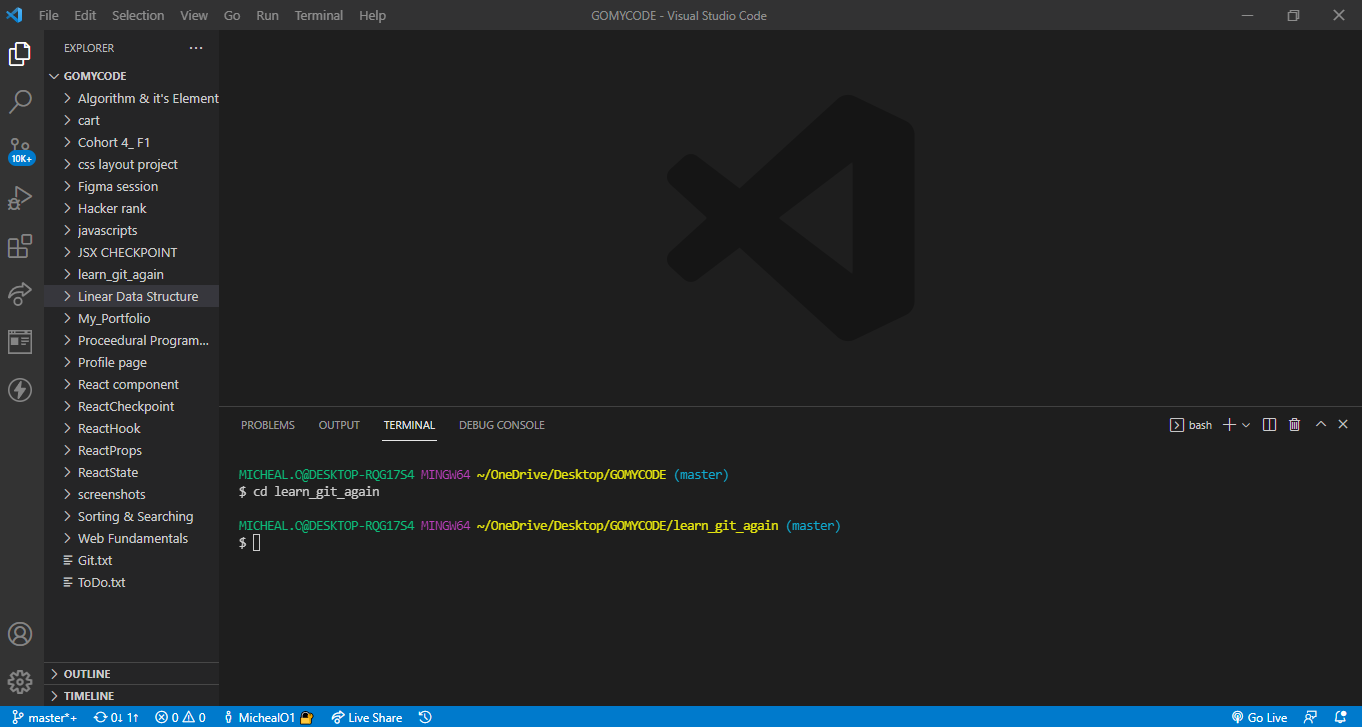 File Edit Selection View Go Run Terminal Help
GOMYCODE - Visual Studio Code
EXPLORER
GOMYCODE
Algorithm & it's Element
cart
Cohort 4_ F1
css layout project
Figma session
Hacker rank
javascripts
JSX CHECKPOINT
learn_git_again
Linear Data Structure
My_Portfolio
Proceedural Program...
Profile page
React component
ReactCheckpoint
ReactHook
ReactProps
ReactState
screenshots
Sorting & Searching
Web Fundamentals
Git.txt
ToDo.txt
OUTLINE
TIMELINE
10K+
PROBLEMS OUTPUT TERMINAL DEBUG CONSOLE
bash
MICHEAL.O@DESKTOP-RQG17S4 MINGW64 ~/OneDrive/Desktop/GOMYCODE (master)
$ cd learn_git_again
MICHEAL.O@DESKTOP-RQG17S4 MINGW64 ~/OneDrive/Desktop/GOMYCODE/learn_git_again (master)
$
master*+ 0↓ 1↑ 0 0 MichealO1 Live Share Go Live